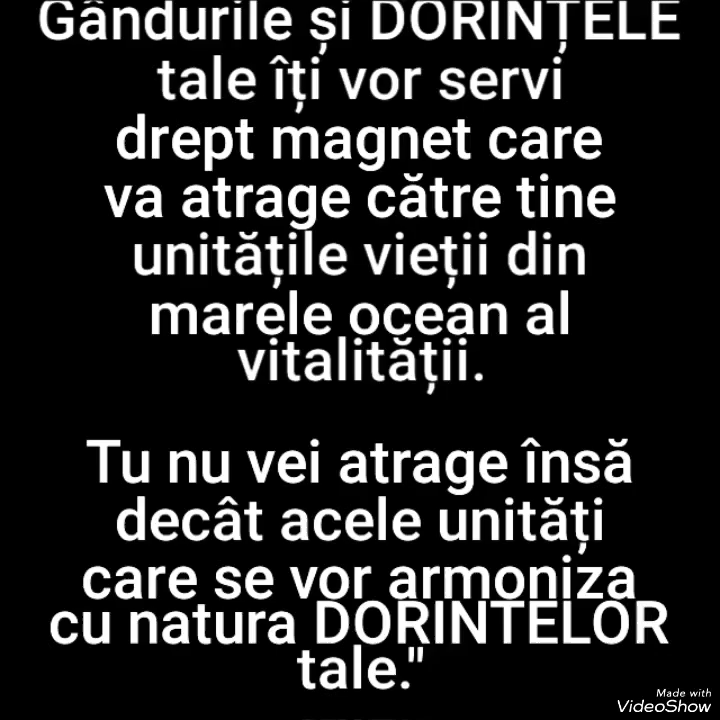 Gândurile și DORINȚELE
tale îți vor servi
drept magnet care
va atrage către tine
unitățile vieții din
marele ocean al
vitalității.
Tu nu vei atrage însă
decât acele unități
care se vor armoniza
cu natura DORINTELOR
tale."
Made with
VideoShow